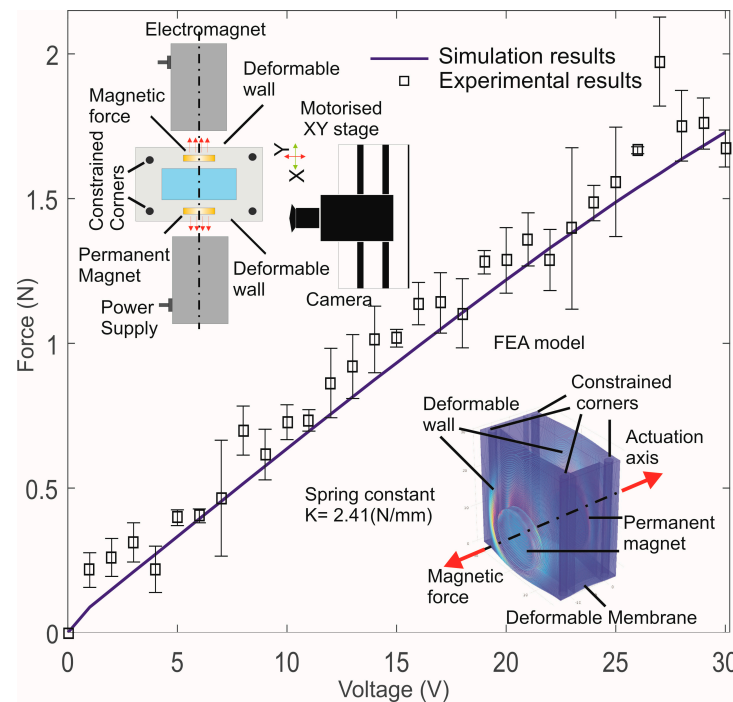 Electromagnet
Deformable
wall
Magnetic
force
Constrained
Corners
Permanent
Magnet
Deformable
wall
Power
Supply
Motorised
XY stage
Y
X
Camera
Simulation results
Experimental results
FEA model
Constrained
corners
Deformable
wall
Actuation
axis
Spring constant
K= 2.41(N/mm)
Permanent
magnet
Magnetic
force
Deformable Membrane
Force (N)
2
1.5
1
0.5
0
0
5
10
15
20
25
30
Voltage (V)